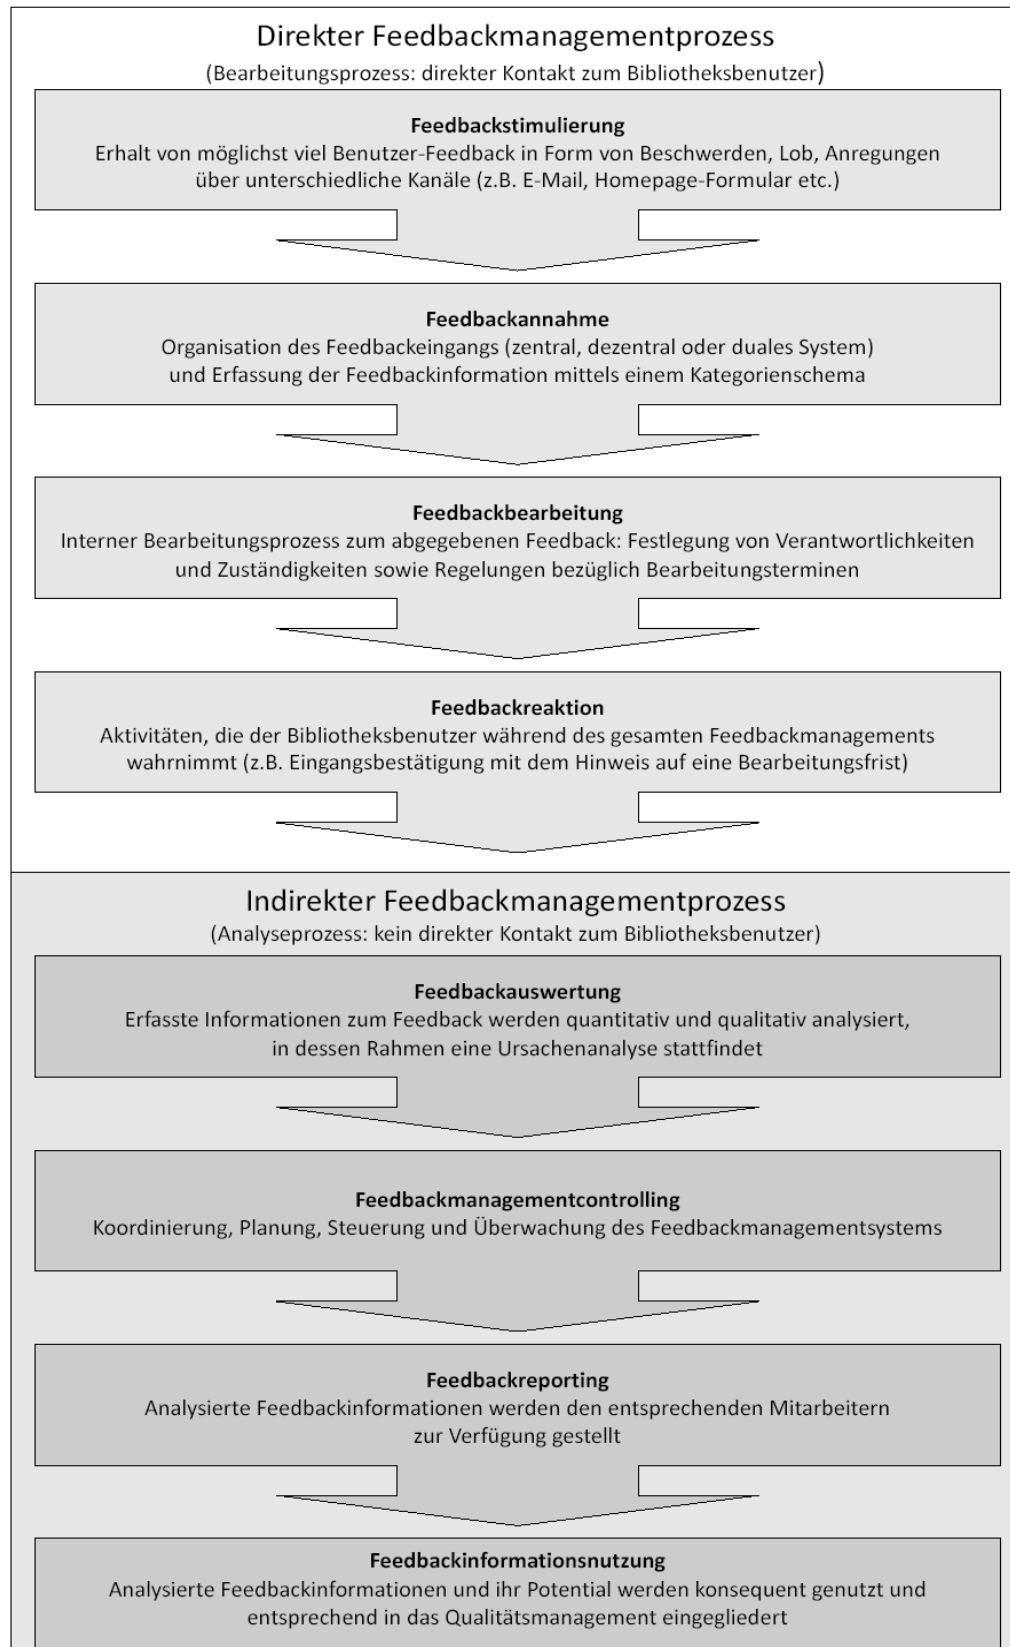 Direkter Feedbackmanagementprozess
(Bearbeitungsprozess: direkter Kontakt zum Bibliotheksbenutzer)
Feedbackstimulierung
Erhalt von möglichst viel Benutzer-Feedback in Form von Beschwerden, Lob, Anregungen
über unterschiedliche Kanäle (z.B. E-Mail, Homepage-Formular etc.)
Feedbackannahme
Organisation des Feedbackeingangs (zentral, dezentral oder duales System)
und Erfassung der Feedbackinformation mittels einem Kategorienschema
Feedbackbearbeitung
Interner Bearbeitungsprozess zum abgegebenen Feedback: Festlegung von Verantwortlichkeiten
und Zuständigkeiten sowie Regelungen bezüglich Bearbeitungsterminen
Feedbackreaktion
Aktivitäten, die der Bibliotheksbenutzer während des gesamten Feedbackmanagements
wahrnimmt (z.B. Eingangsbestätigung mit dem Hinweis auf eine Bearbeitungsfrist)
Indirekter Feedbackmanagementprozess
(Analyseprozess: kein direkter Kontakt zum Bibliotheksbenutzer)
Feedbackauswertung
Erfasste Informationen zum Feedback werden quantitativ und qualitativ analysiert,
in dessen Rahmen eine Ursachenanalyse stattfindet
Feedbackmanagementcontrolling
Koordinierung, Planung, Steuerung und Überwachung des Feedbackmanagementsystems
Feedbackreporting
Analysierte Feedbackinformationen werden den entsprechenden Mitarbeitern
zur Verfügung gestellt
Feedbackinformationsnutzung
Analysierte Feedbackinformationen und ihr Potential werden konsequent genutzt und
entsprechend in das Qualitätsmanagement eingegliedert